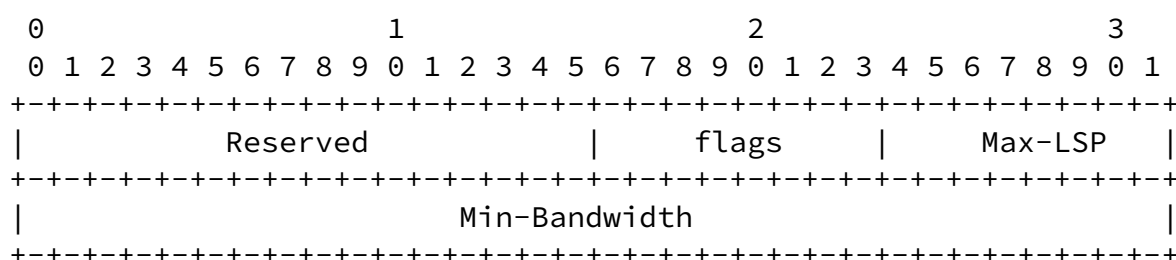 0                   1                   2                   3
 0 1 2 3 4 5 6 7 8 9 0 1 2 3 4 5 6 7 8 9 0 1 2 3 4 5 6 7 8 9 0 1
+-+-+-+-+-+-+-+-+-+-+-+-+-+-+-+-+-+-+-+-+-+-+-+-+-+-+-+-+-+-+-+-+
|           Reserved            |     flags     |    Max-LSP    |
+-+-+-+-+-+-+-+-+-+-+-+-+-+-+-+-+-+-+-+-+-+-+-+-+-+-+-+-+-+-+-+-+
|                        Min-Bandwidth                          |
+-+-+-+-+-+-+-+-+-+-+-+-+-+-+-+-+-+-+-+-+-+-+-+-+-+-+-+-+-+-+-+-+